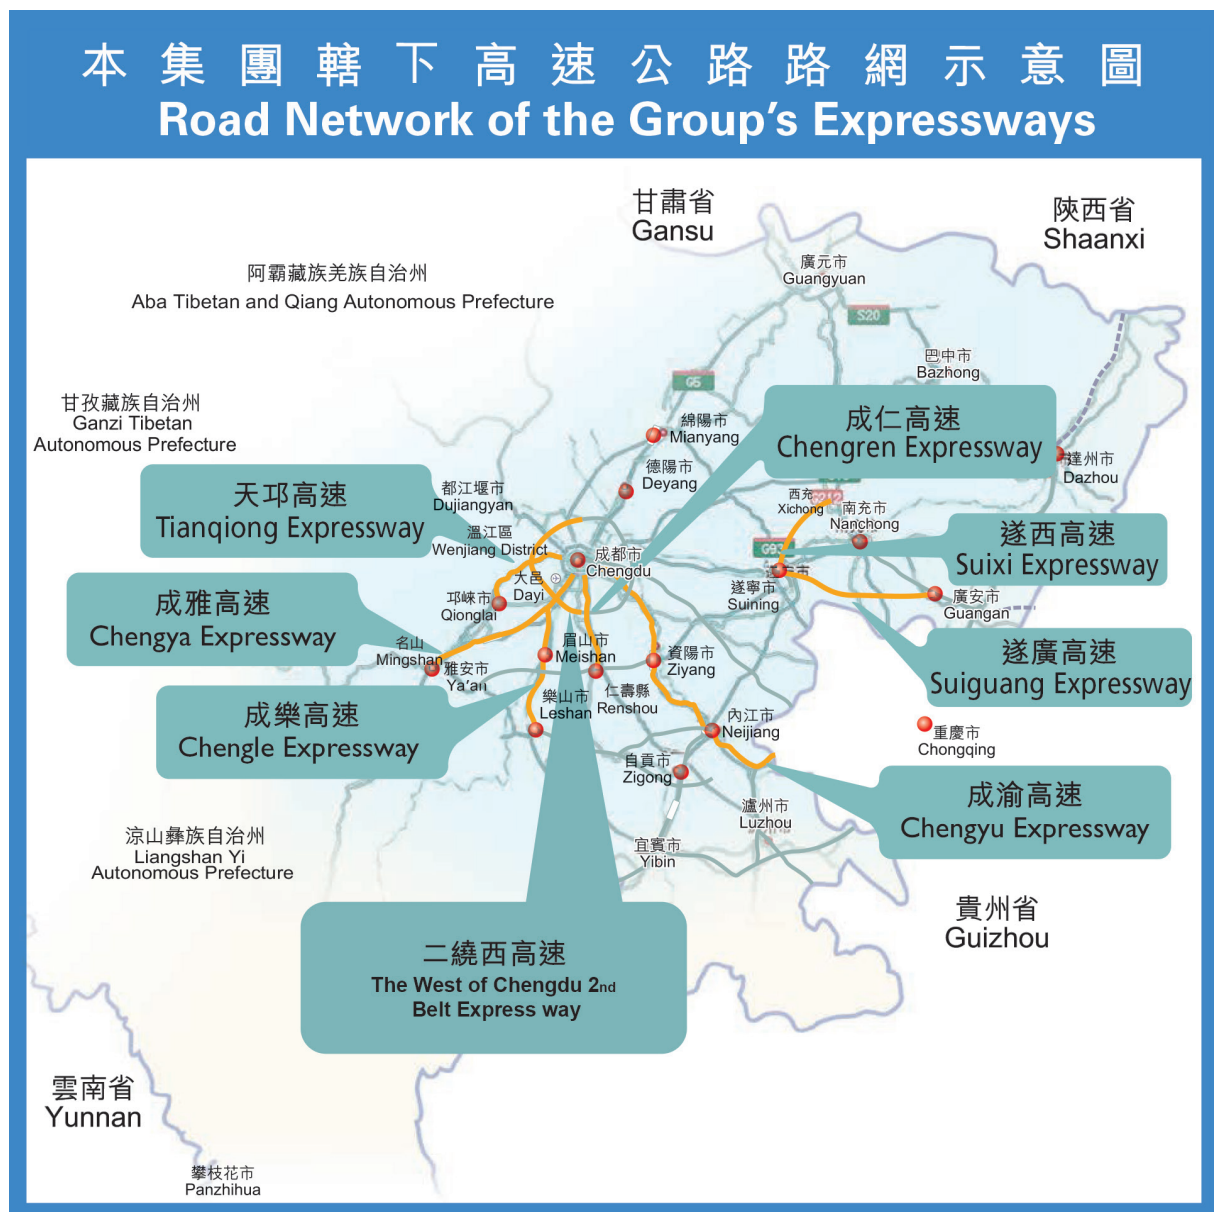 本集團轄下高速公路路網示意圖
Road Network of the Group's Expressways
甘肅省
Gansu
陝西省
Shaanxi
廣元市
Guangyuan
阿霸藏族羌族自治州
Aba Tibetan and Qiang Autonomous Prefecture
S20
巴中市
Bazhong
G5
甘孜藏族自治州
Ganzi Tibetan
Autonomous Prefecture
綿陽市
Mianyang
成仁高速
Chengren Expressway
達州市
Dazhou
德陽市
Deyang
天邛高速
Tianqiong Expressway
都江堰市
Dujiangyan
西充
Xichong
南充市
Nanchong
溫江區
Wenjiang District
遂西高速
Suixi Expressway
G93
成都市
Chengdu
大邑
Dayi
遂寧市
Suining
邛崍市
Qionglai
廣安市
Guangan
成雅高速
Chengya Expressway
名山
Mingshan
眉山市
Meishan
資陽市
Ziyang
遂廣高速
Suiguang Expressway
雅安市
Ya'an
樂山市
Leshan
仁壽縣
Renshou
成樂高速
Chengle Expressway
內江市
Neijiang
重慶市
Chongqing
自貢市
Zigong
成渝高速
Chengyu Expressway
瀘州市
Luzhou
涼山彝族自治州
Liangshan Yi
Autonomous Prefecture
宜賓市
Yibin
貴州省
Guizhou
二繞西高速
The West of Chengdu 2nd
Belt Express way
雲南省
Yunnan
攀枝花市
Panzhihua